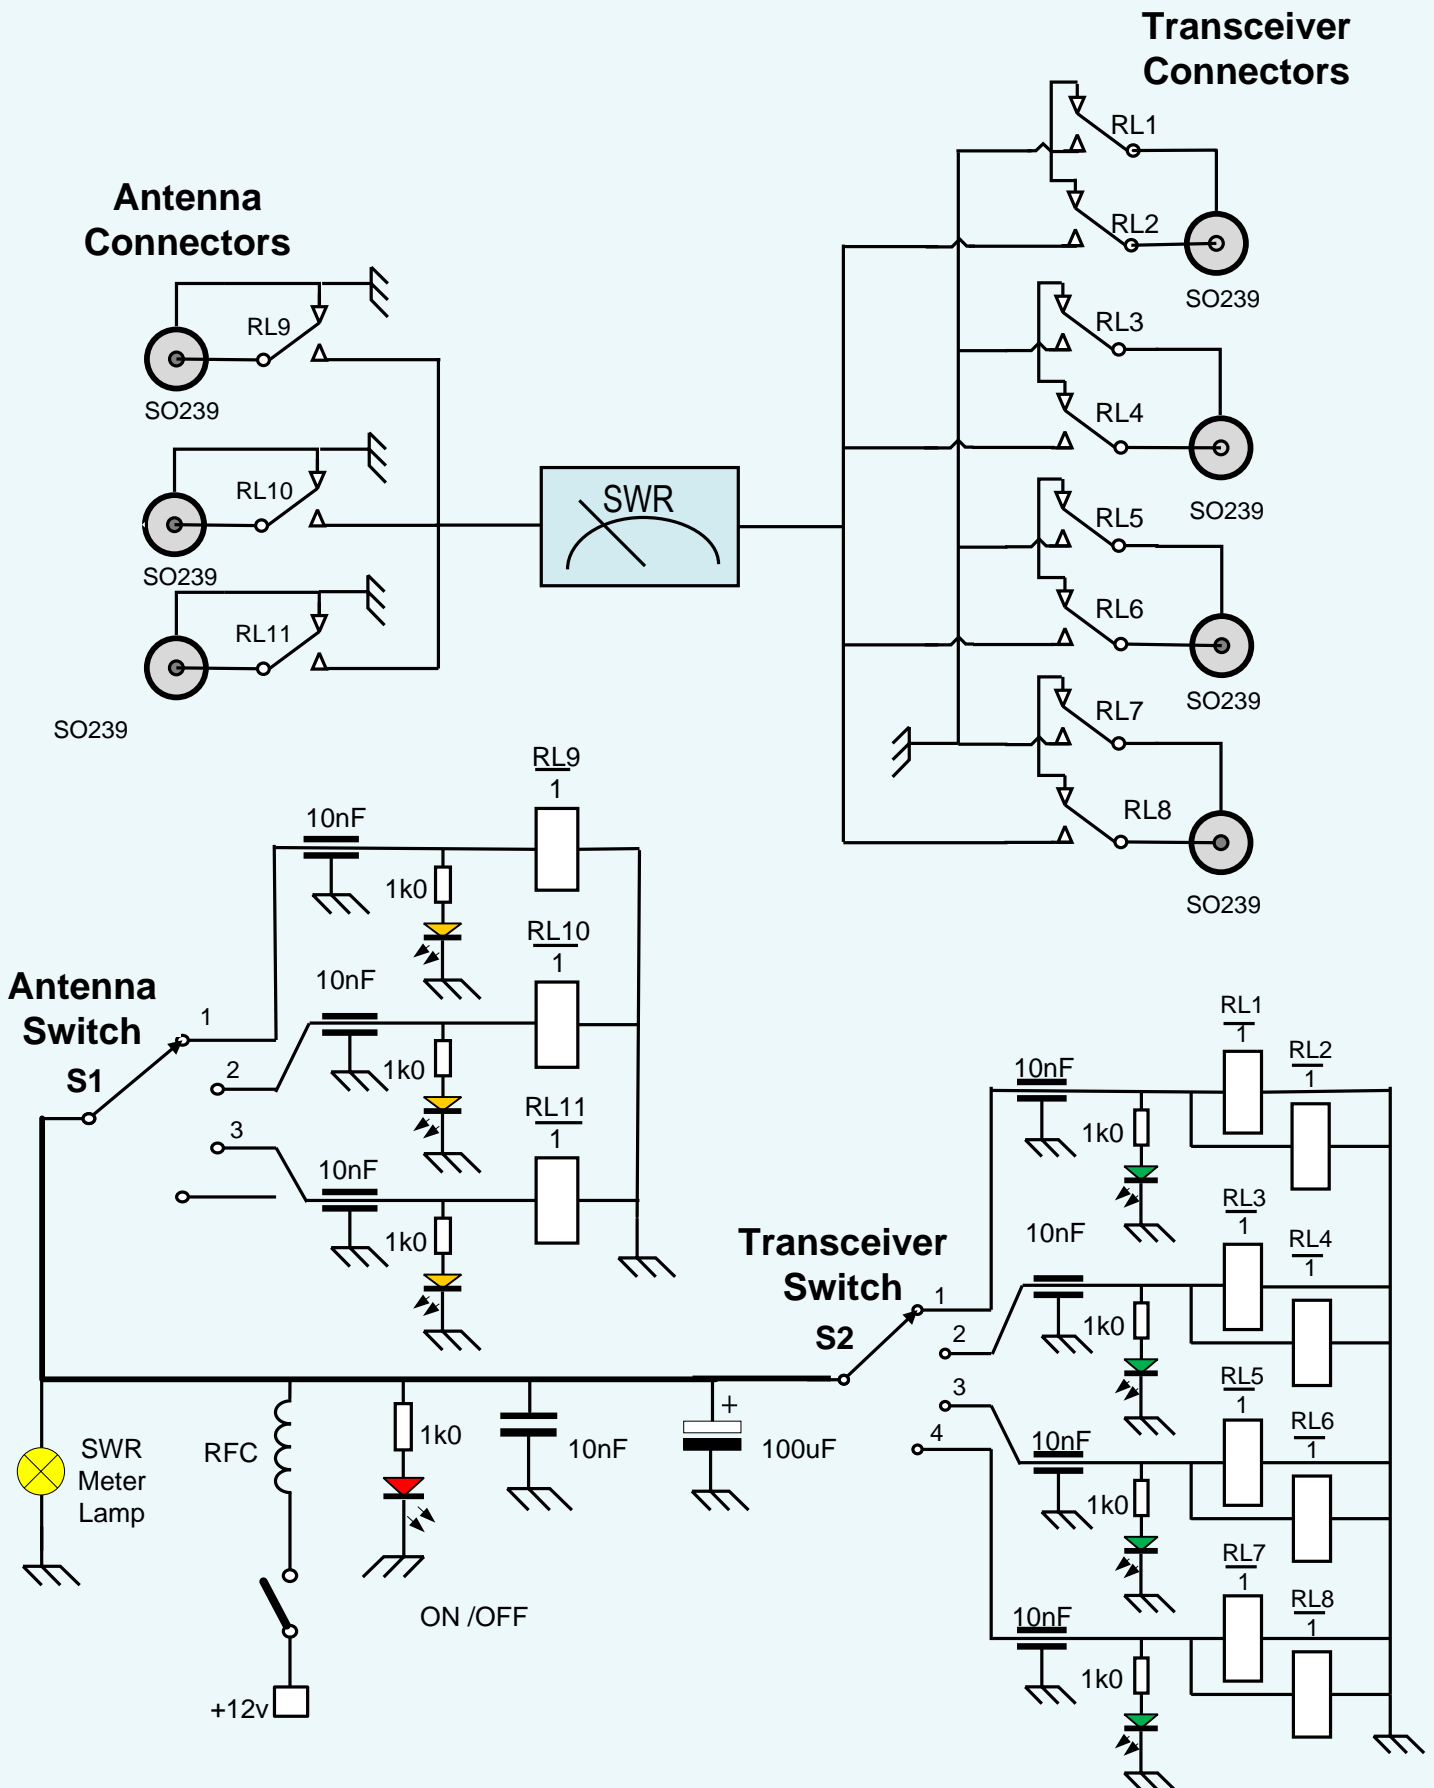 Transceiver
Connectors
RL1
RL2
SO239
RL3
RL4
SO239
RL5
RL6
SO239
RL7
RL8
SO239
Antenna
Connectors
RL9
SO239
RL10
SO239
RL11
SO239
SWR
RL9
1
10nF
1k0
RL10
1
10nF
1k0
RL11
1
10nF
1k0
Antenna
Switch
S1
1
2
3
Transceiver
Switch
S2
1
2
3
4
RL1
1
RL2
1
10nF
1k0
RL3
1
RL4
1
10nF
1k0
RL5
1
RL6
1
10nF
1k0
RL7
1
RL8
1
10nF
1k0
SWR
Meter
Lamp
RFC
1k0
10nF
+
100uF
ON /OFF
+12v